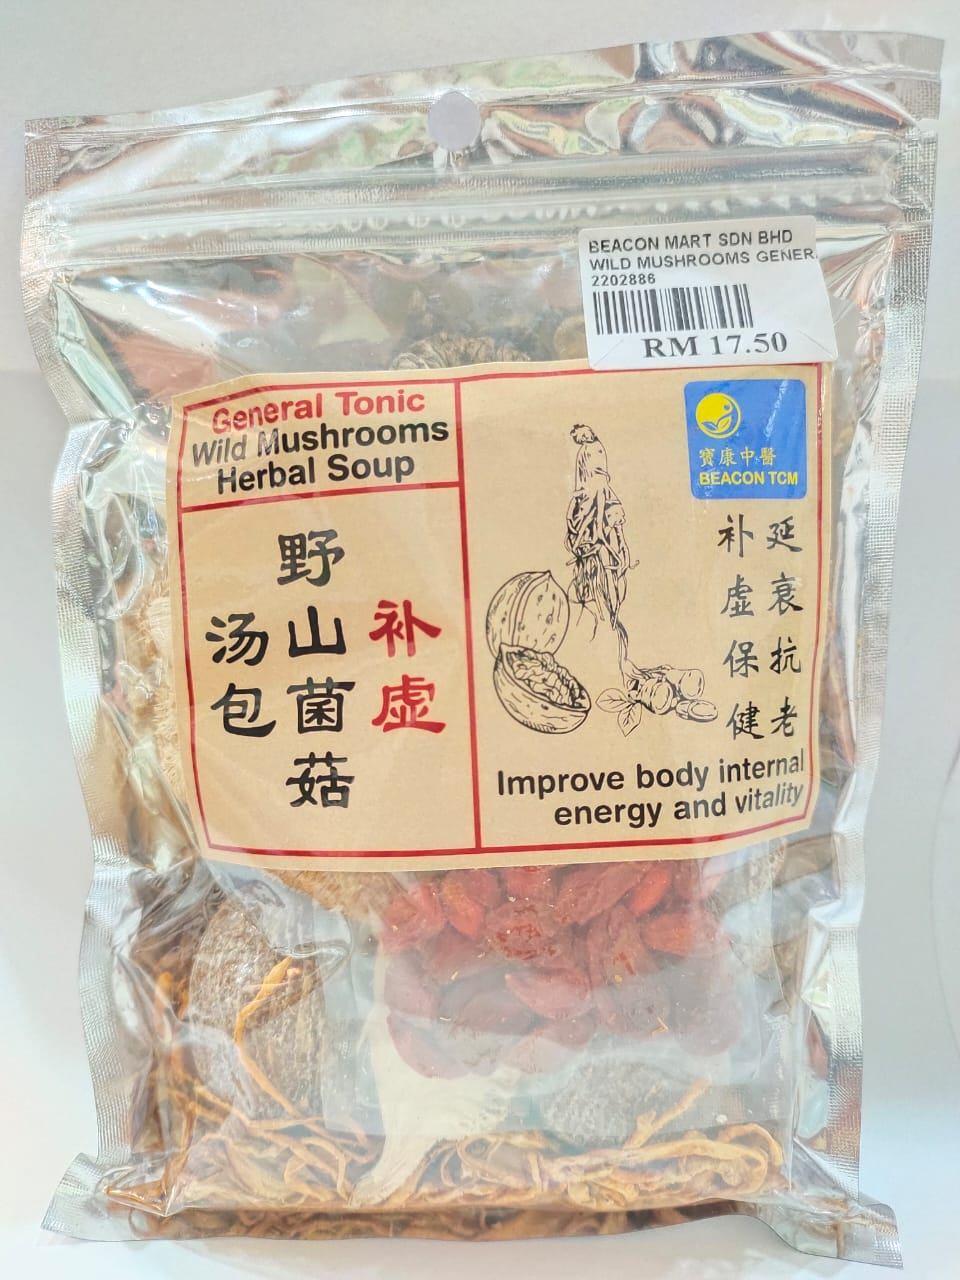 BEACON MART SDN BHD
WILD MUSHROOMS GENER
2202886
RM 17.50
General Tonic
Wild Mushrooms
Herbal Soup
补虚
野山菌菇
汤包
寶康中醫
BEACON TCM
延衰抗老
补虚保健
Improve body internal
energy and vitality